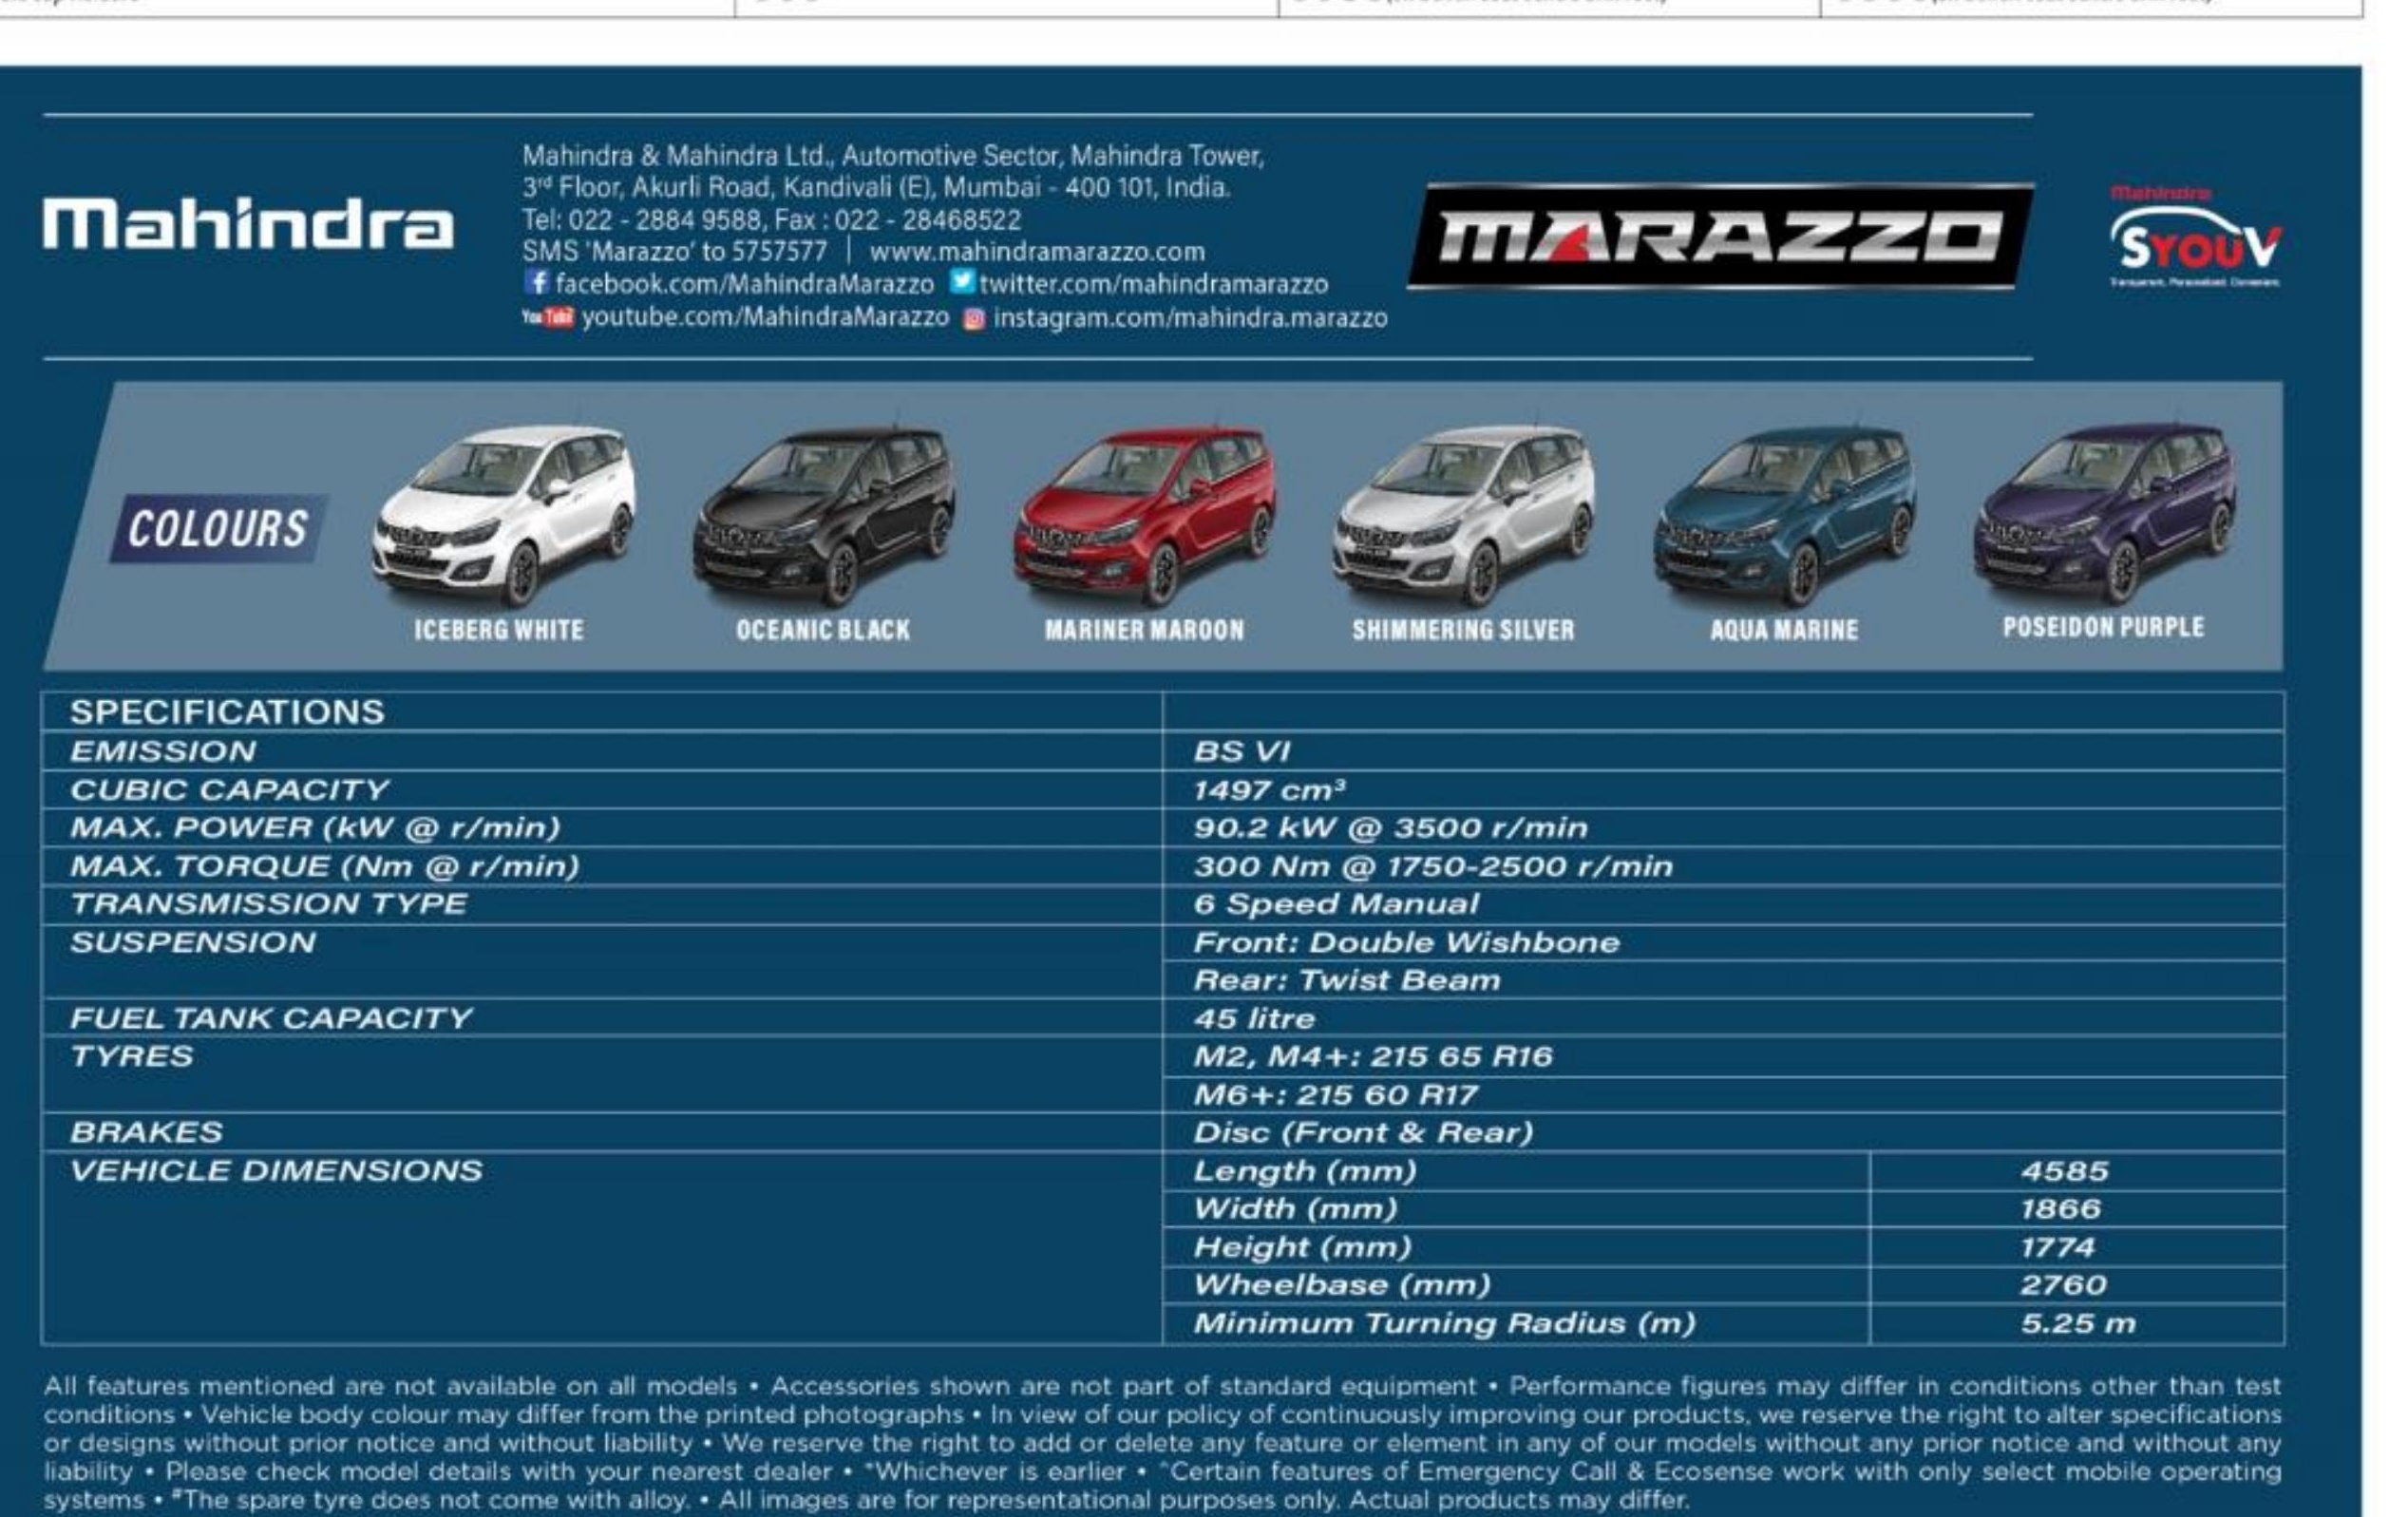 Mahindra
Mahindra & Mahindra Ltd., Automotive Sector, Mahindra Tower,
3rd Floor, Akurli Road, Kandivali (E), Mumbai - 400 101, India.
Tel: 022 - 2884 9588, Fax : 022 - 28468522
SMS 'Marazzo' to 5757577 | www.mahindramarazzo.com
facebook.com/MahindraMarazzo twitter.com/mahindramarazzo
YouTube youtube.com/MahindraMarazzo instagram.com/mahindra.marazzo
MARAZZO
Mahindra
SYOUV
Transparent. Personalised. Convenient.
COLOURS
ICEBERG WHITE
OCEANIC BLACK
MARINER MAROON
SHIMMERING SILVER
AQUA MARINE
POSEIDON PURPLE
SPECIFICATIONS
EMISSION BS VI
CUBIC CAPACITY 1497 cm³
MAX. POWER (kW @ r/min) 90.2 kW @ 3500 r/min
MAX. TORQUE (Nm @ r/min) 300 Nm @ 1750-2500 r/min
TRANSMISSION TYPE 6 Speed Manual
SUSPENSION Front: Double Wishbone
Rear: Twist Beam
FUEL TANK CAPACITY 45 litre
TYRES M2, M4+: 215 65 R16
M6+: 215 60 R17
BRAKES Disc (Front & Rear)
VEHICLE DIMENSIONS Length (mm) 4585
Width (mm) 1866
Height (mm) 1774
Wheelbase (mm) 2760
Minimum Turning Radius (m) 5.25 m
All features mentioned are not available on all models • Accessories shown are not part of standard equipment • Performance figures may differ in conditions other than test
conditions • Vehicle body colour may differ from the printed photographs • In view of our policy of continuously improving our products, we reserve the right to alter specifications
or designs without prior notice and without liability • We reserve the right to add or delete any feature or element in any of our models without any prior notice and without any
liability • Please check model details with your nearest dealer • *Whichever is earlier • ^Certain features of Emergency Call & Ecosense work with only select mobile operating
systems • #The spare tyre does not come with alloy. • All images are for representational purposes only. Actual products may differ.